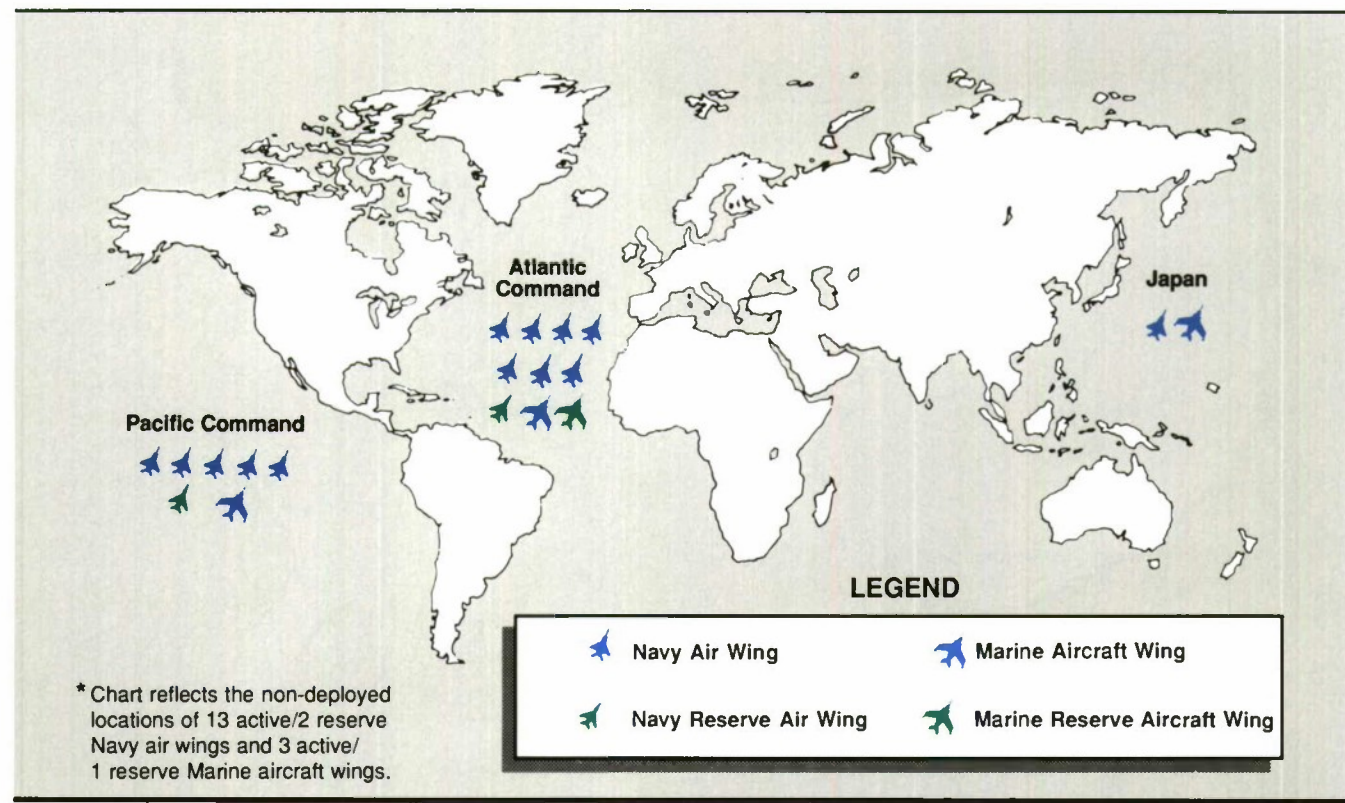 Atlantic
Command
Japan
Pacific Command
LEGEND
Navy Air Wing
Marine Aircraft Wing
Navy Reserve Air Wing
Marine Reserve Aircraft Wing
* Chart reflects the non-deployed
locations of 13 active/2 reserve
Navy air wings and 3 active/
1 reserve Marine aircraft wings.